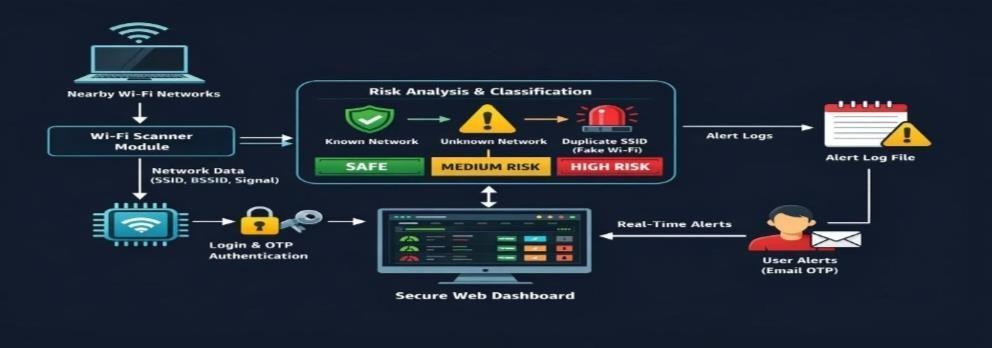 Nearby Wi-Fi Networks
Wi-Fi Scanner
Module
Network Data
(SSID, BSSID, Signal)
Login & OTP
Authentication
Risk Analysis & Classification
Known Network
Unknown Network
Duplicate SSID
(Fake Wi-Fi)
SAFE
MEDIUM RISK
HIGH RISK
Alert Logs
Alert Log File
Real-Time Alerts
User Alerts
(Email OTP)
Secure Web Dashboard